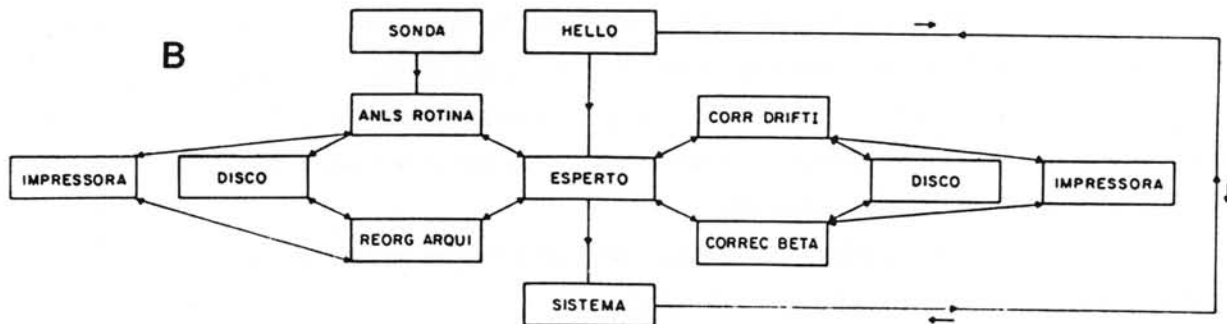 B
SONDA
HELLO
ANLS ROTINA
CORR DRIFTI
IMPRESSORA
DISCO
ESPERTO
DISCO
IMPRESSORA
REORG ARQUI
CORREC BETA
SISTEMA